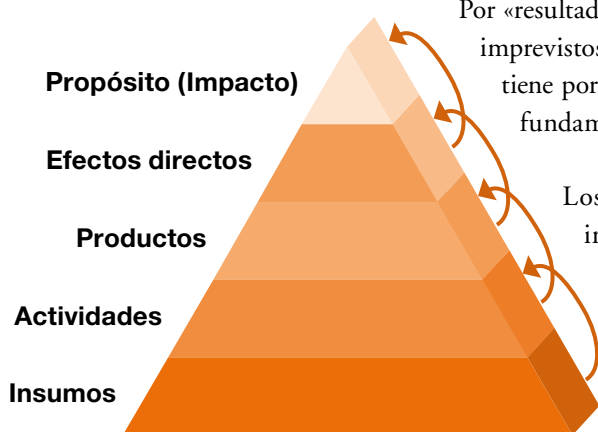 Por «resultad
imprevistos
tiene por
fundam
Los
in
Propósito (Impacto)
Efectos directos
Productos
Actividades
Insumos